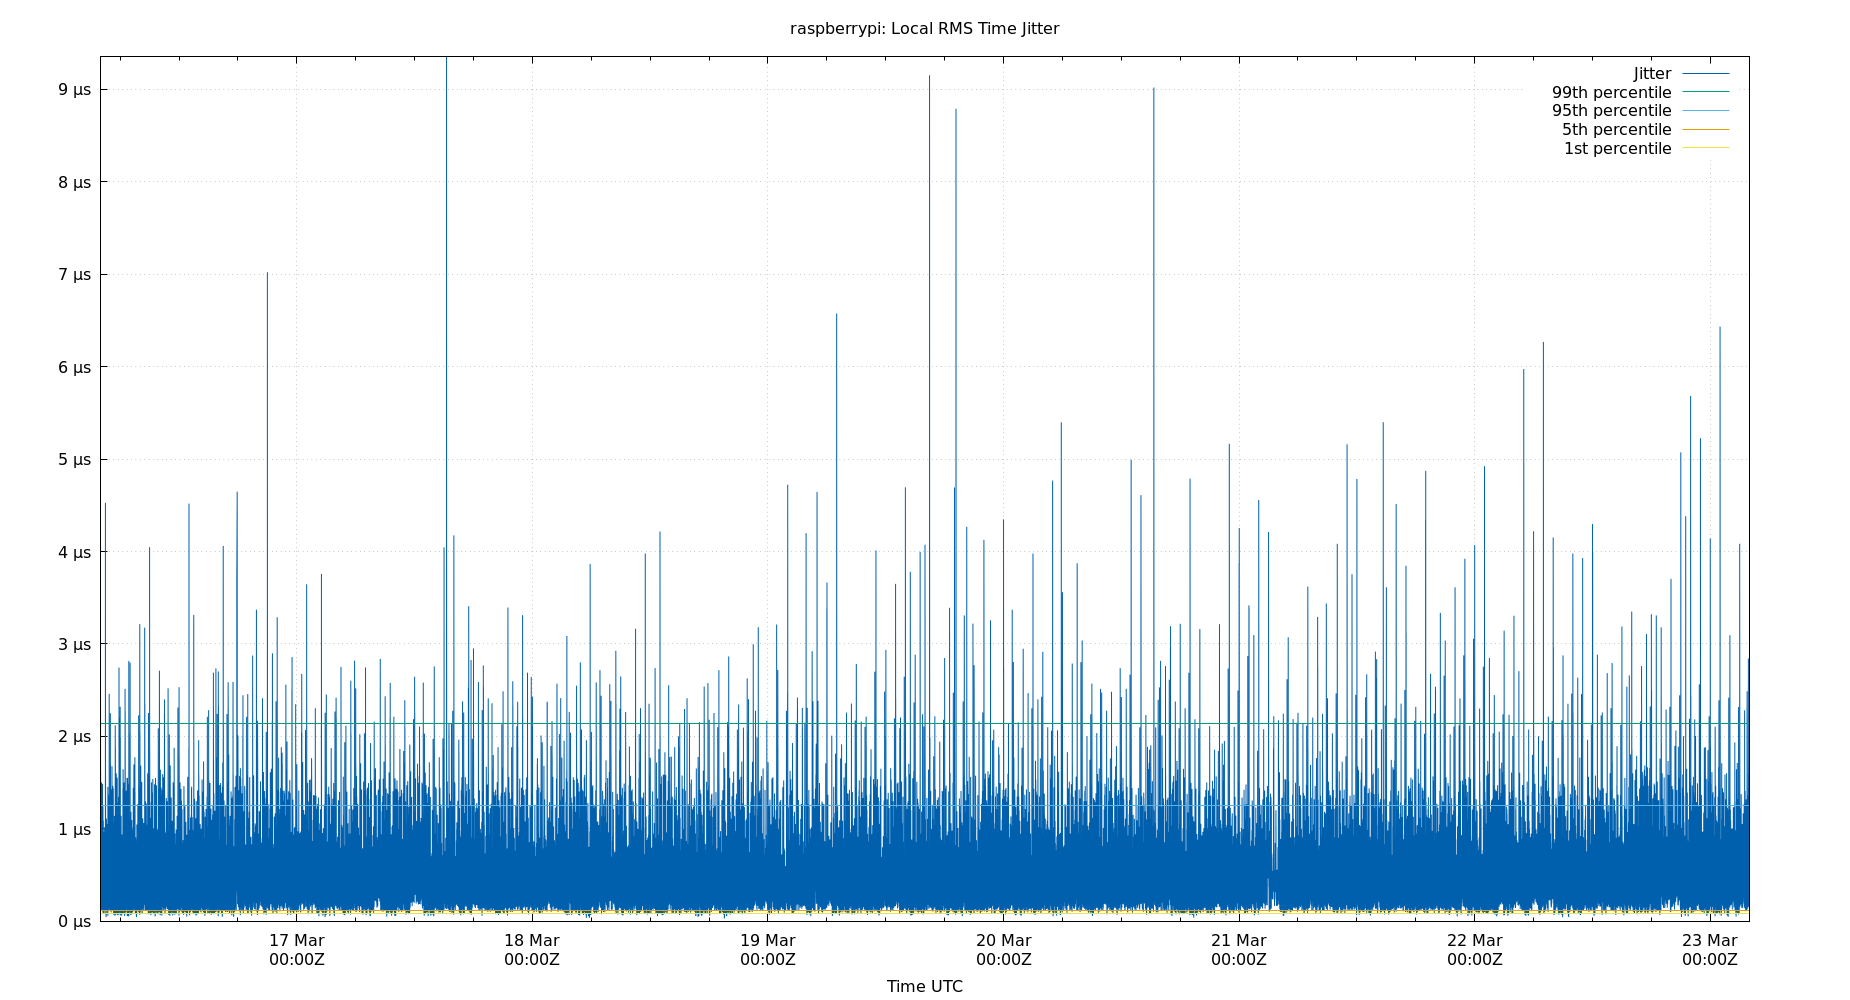 raspberrypi: Local RMS Time Jitter
Jitter
99th percentile
95th percentile
5th percentile
1st percentile
9 µs
8 µs
7 µs
6 µs
5 µs
4 µs
3 µs
2 µs
1 µs
0 µs
17 Mar 18 Mar 19 Mar 20 Mar 21 Mar 22 Mar 23 Mar
00:00Z 00:00Z 00:00Z 00:00Z 00:00Z 00:00Z 00:00Z
Time UTC